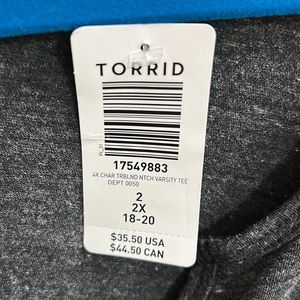 TORRID
17549883
4K CHAR TRBLND NTCH VARSITY TEE
DEPT 0050
2
2X
18-20
$35.50 USA
$44.50 CAN